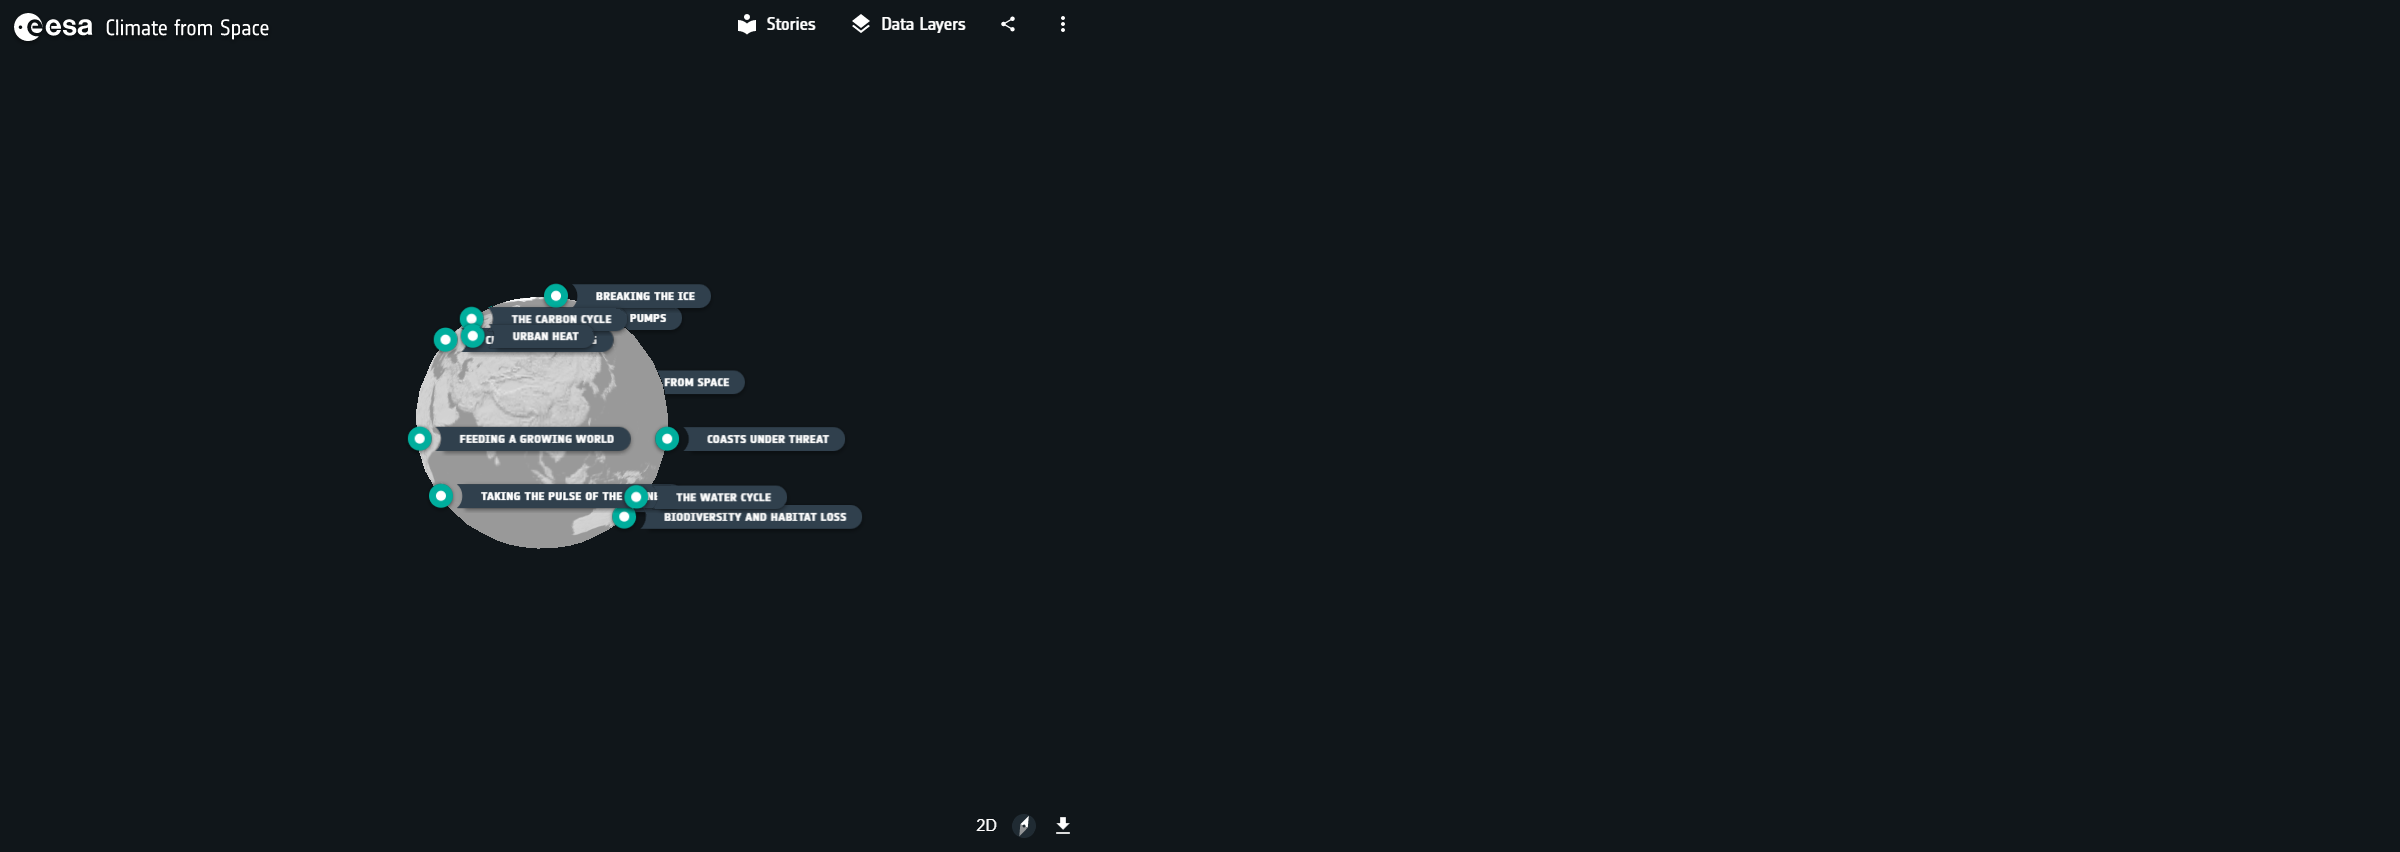 esa Climate from Space
Stories
Data Layers
BREAKING THE ICE
THE CARBON CYCLE
PUMPS
URBAN HEAT
FROM SPACE
FEEDING A GROWING WORLD
COASTS UNDER THREAT
TAKING THE PULSE OF THE
THE WATER CYCLE
BIODIVERSITY AND HABITAT LOSS
2D